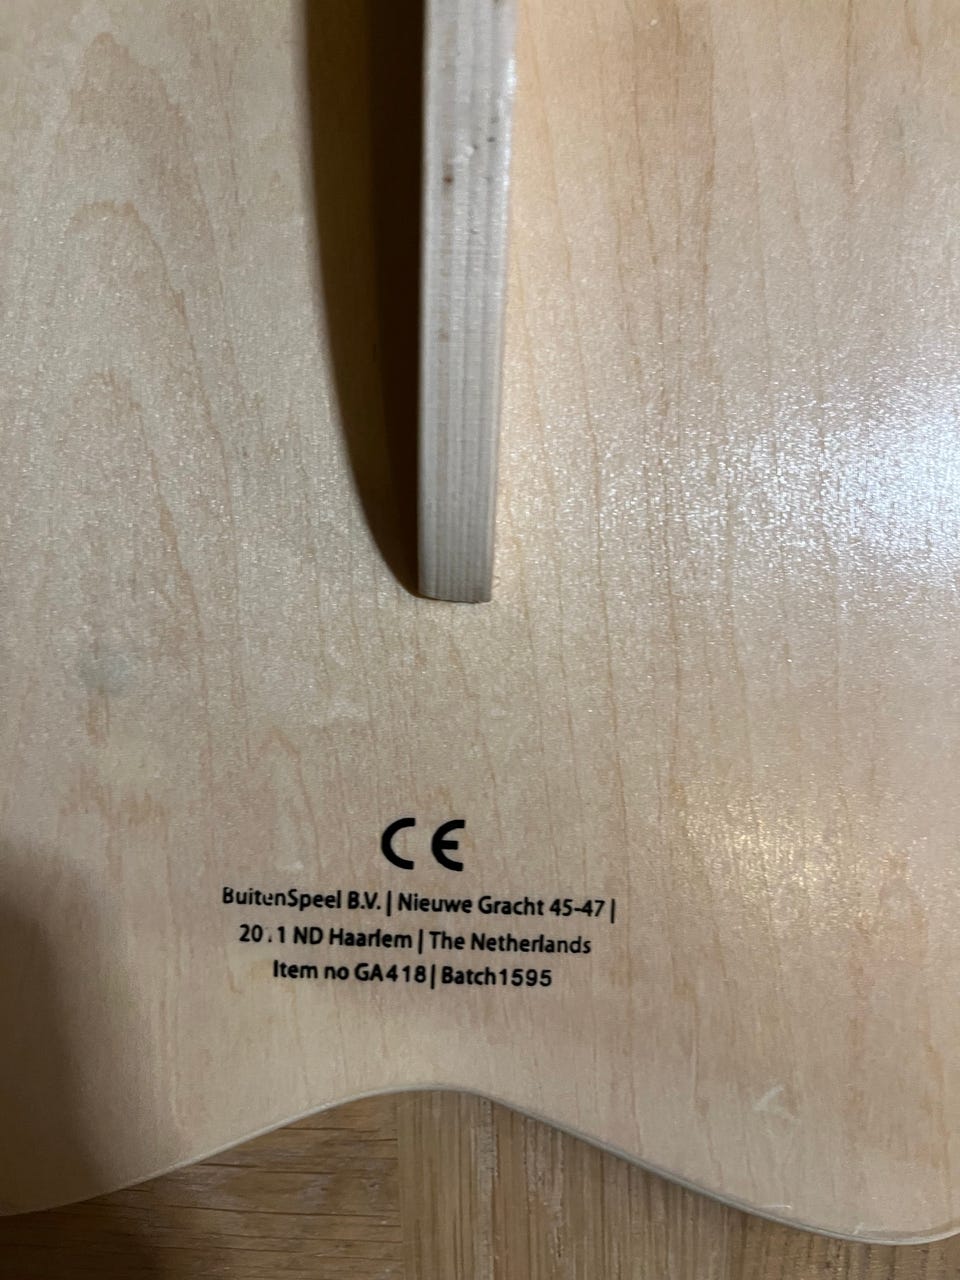 CE
BuitenSpeel B.V. | Nieuwe Gracht 45-47 |
ND Haarlem | The Netherlands
Item no GA418 | Batch1595